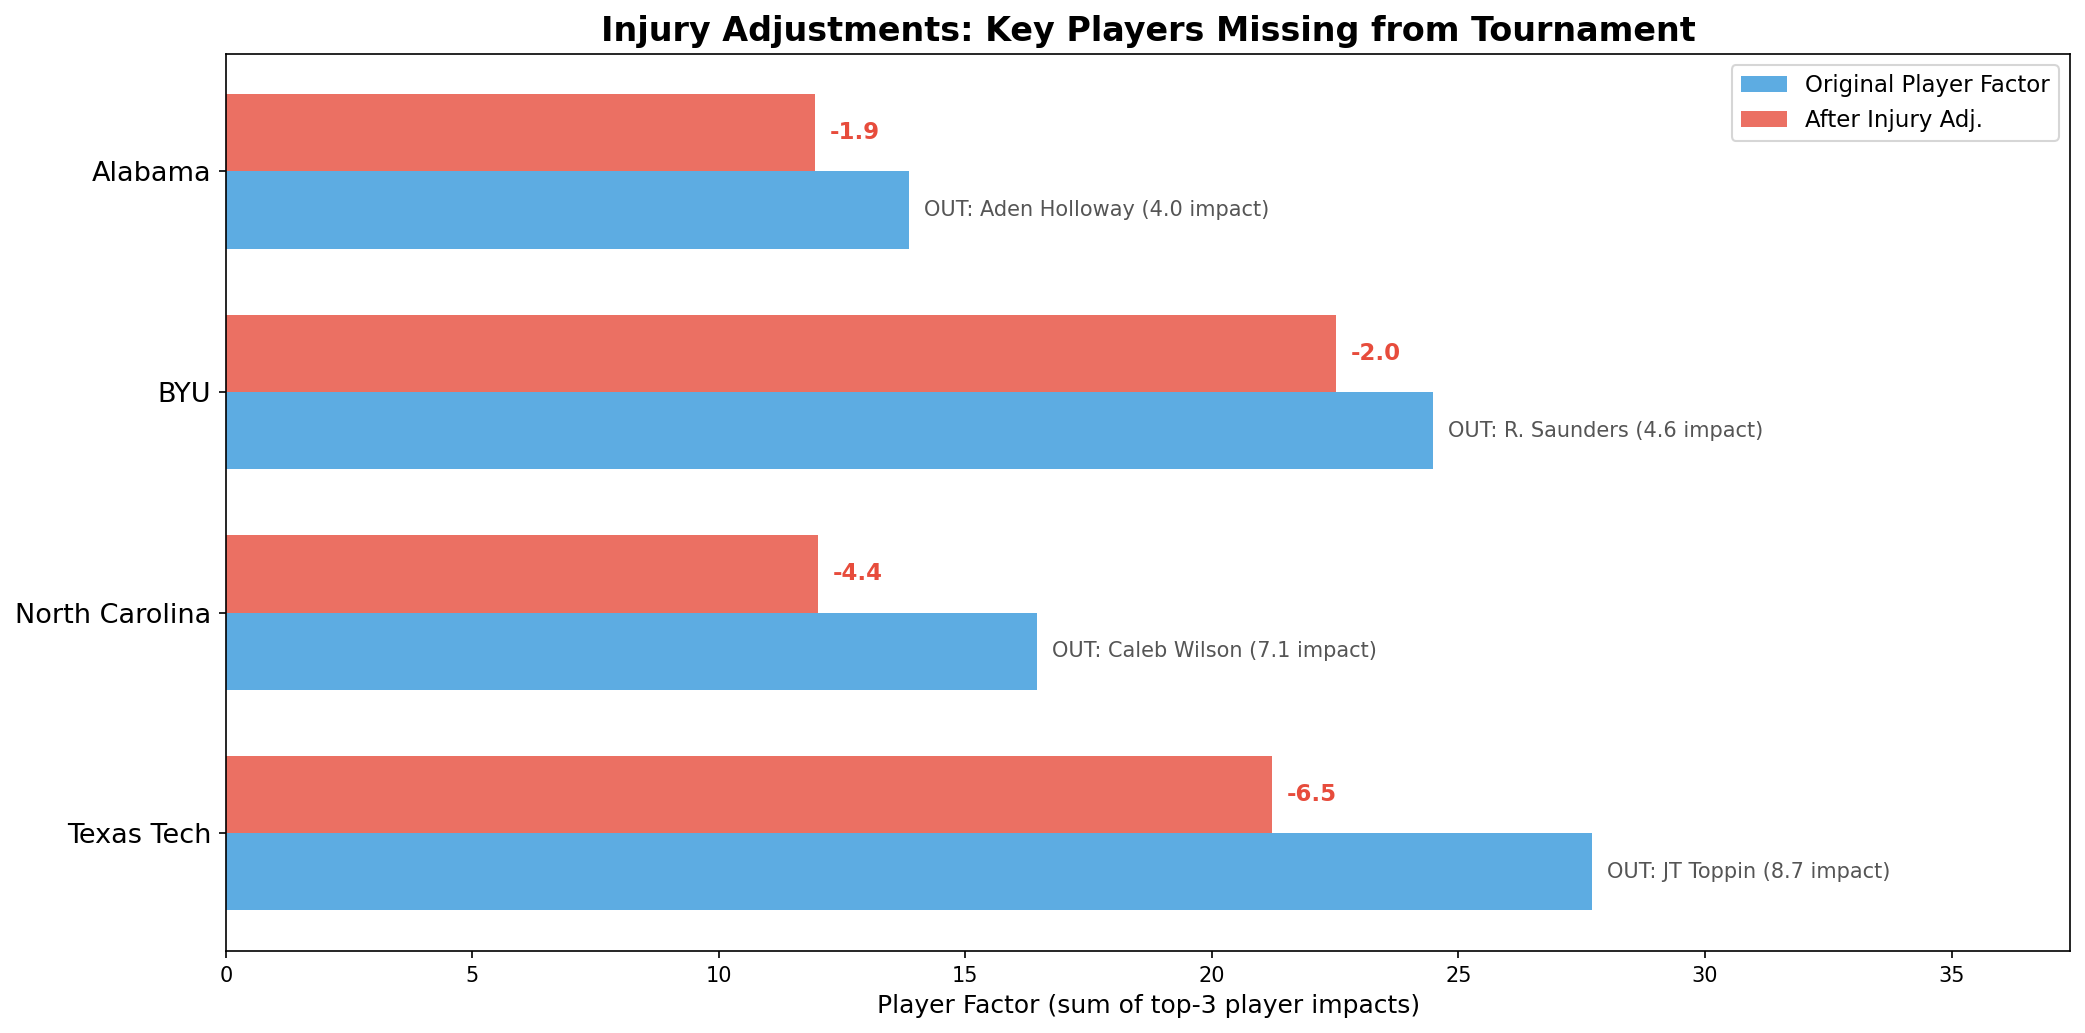 Injury Adjustments: Key Players Missing from Tournament
Original Player Factor
After Injury Adj.
Alabama
-1.9
OUT: Aden Holloway (4.0 impact)
BYU
-2.0
OUT: R. Saunders (4.6 impact)
North Carolina
-4.4
OUT: Caleb Wilson (7.1 impact)
Texas Tech
-6.5
OUT: JT Toppin (8.7 impact)
0 5 10 15 20 25 30 35
Player Factor (sum of top-3 player impacts)